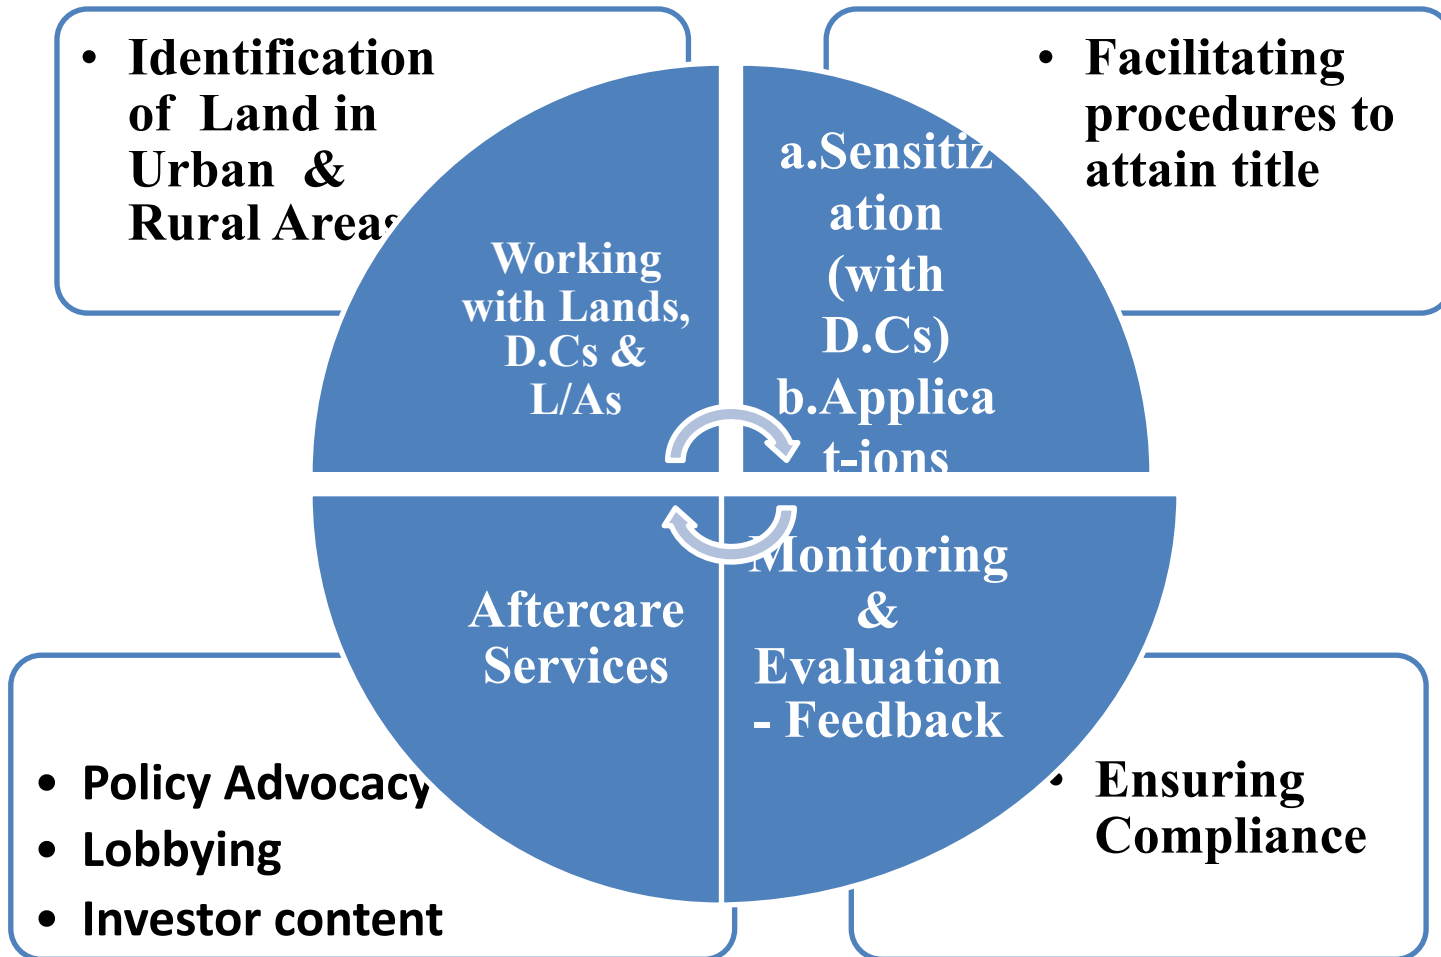 • Identification
of Land in
Urban &
Rural Areas
Working
with Lands,
D.Cs &
L/As
a.Sensitiz
ation
(with
D.Cs)
b.Applica
t-ions
• Facilitating
procedures to
attain title
Aftercare
Services
• Policy Advocacy
• Lobbying
• Investor content
Monitoring
&
Evaluation
- Feedback
• Ensuring
Compliance